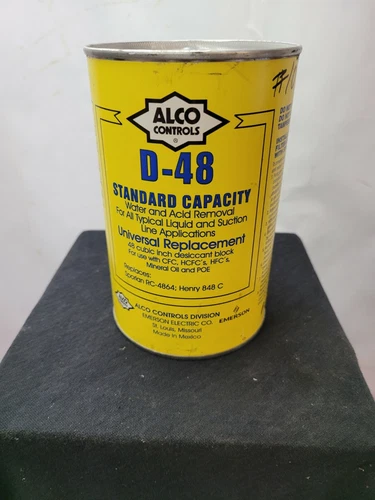 ALCO
CONTROLS
®
D-48
STANDARD CAPACITY
Water and Acid Removal
For All Typical Liquid and Suction
Line Applications
Universal Replacement
48 cubic inch desiccant block
For use with CFC, HCFC's, HFC's,
Mineral Oil and POE
Replaces:
Sporlan RC-4864; Henry 848 C
ALCO
CONTROLS
ALCO CONTROLS DIVISION
EMERSON ELECTRIC CO.
St. Louis, Missouri
Made in Mexico
EMERSON